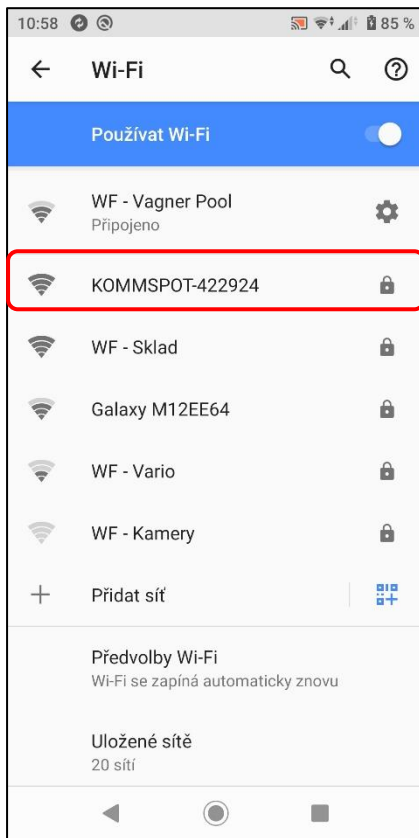 10:58 85 %
Wi-Fi
Používat Wi-Fi
WF - Vagner Pool
Připojeno
KOMMSPOT-422924
WF - Sklad
Galaxy M12EE64
WF - Vario
WF - Kamery
Přidat síť
Předvolby Wi-Fi
Wi-Fi se zapíná automaticky znovu
Uložené sítě
20 sítí